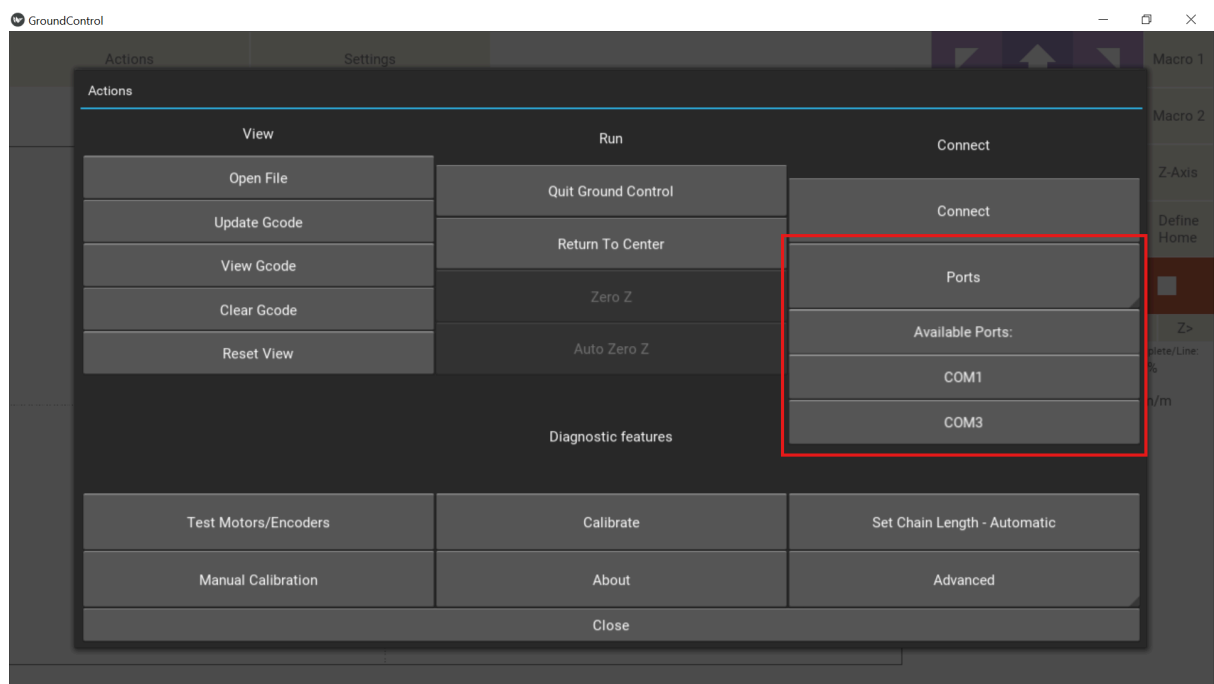 GroundControl
Actions
Settings
Macro 1
Actions
Macro 2
View
Run
Connect
Open File
Quit Ground Control
Connect
Z-Axis
Update Gcode
Return To Center
Define
Home
View Gcode
Zero Z
Ports
Clear Gcode
Auto Zero Z
Available Ports:
Z>
Reset View
plete/Line:
%
COM1
n/m
COM3
Diagnostic features
Test Motors/Encoders
Calibrate
Set Chain Length - Automatic
Manual Calibration
About
Advanced
Close